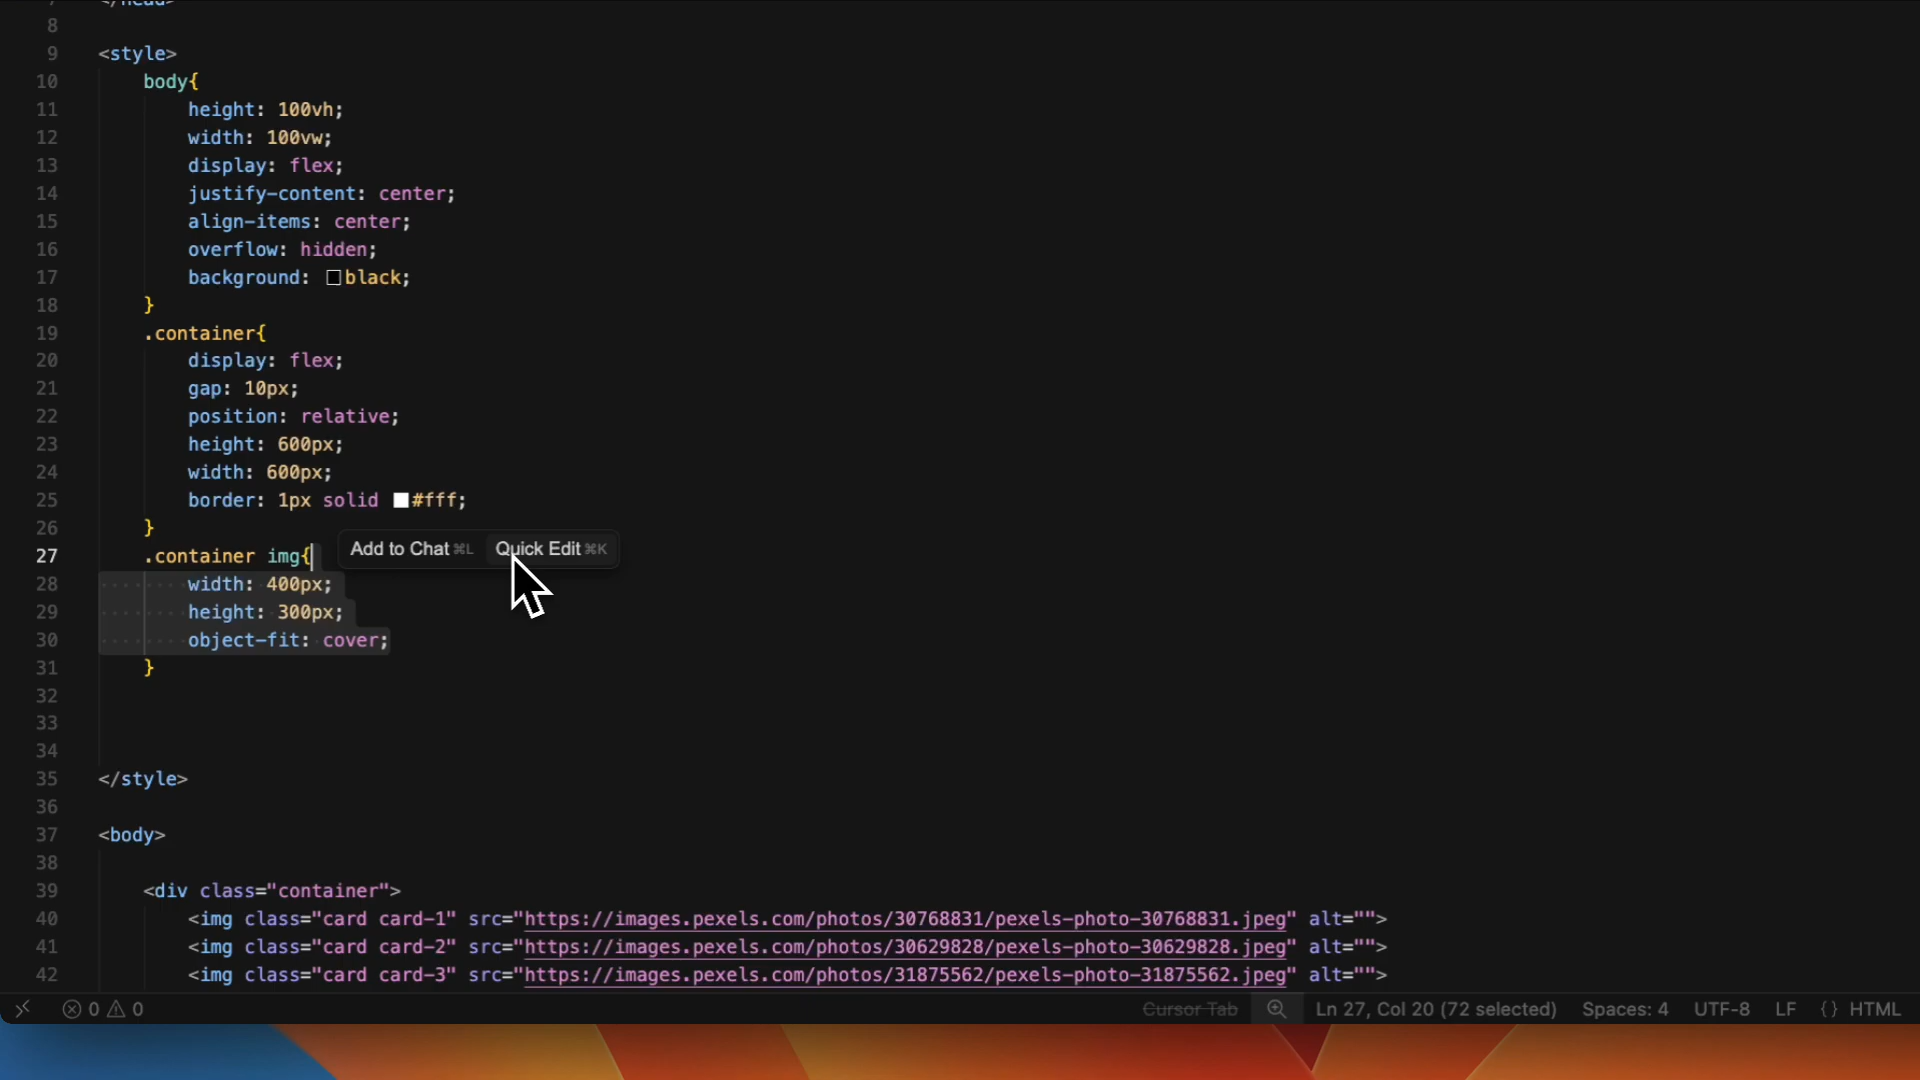 7 </head>
8
9 <style>
10 body{
11 height: 100vh;
12 width: 100vw;
13 display: flex;
14 justify-content: center;
15 align-items: center;
16 overflow: hidden;
17 background: black;
18 }
19 .container{
20 display: flex;
21 gap: 10px;
22 position: relative;
23 height: 600px;
24 width: 600px;
25 border: 1px solid #fff;
26 }
27 .container img{ Add to Chat ⌘L Quick Edit ⌘K
28 width: 400px;
29 height: 300px;
30 object-fit: cover;
31 }
32
33
34
35 </style>
36
37 <body>
38
39 <div class="container">
40 <img class="card card-1" src="https://images.pexels.com/photos/30768831/pexels-photo-30768831.jpeg" alt="">
41 <img class="card card-2" src="https://images.pexels.com/photos/30629828/pexels-photo-30629828.jpeg" alt="">
42 <img class="card card-3" src="https://images.pexels.com/photos/31875562/pexels-photo-31875562.jpeg" alt="">
0 0 Cursor Tab Ln 27, Col 20 (72 selected) Spaces: 4 UTF-8 LF {} HTML